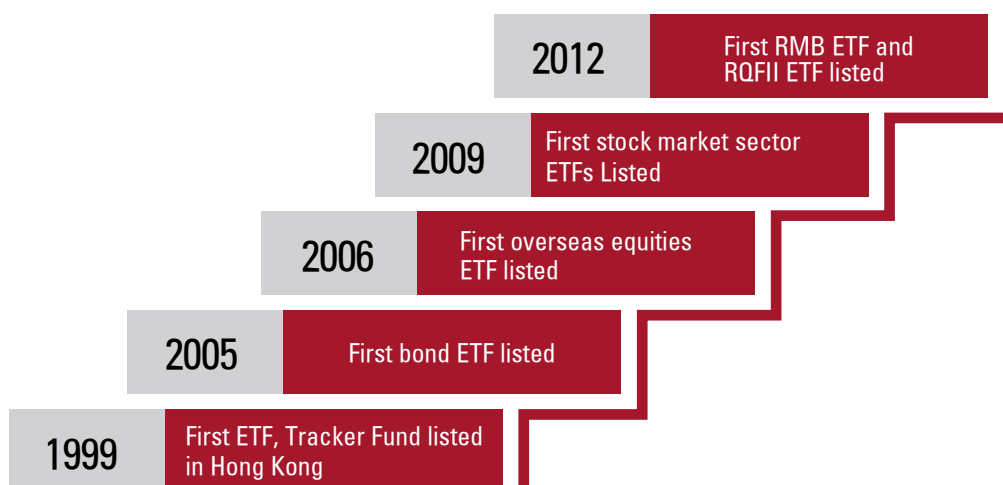 2012
First RMB ETF and
RQFII ETF listed
2009
First stock market sector
ETFs Listed
2006
First overseas equities
ETF listed
2005
First bond ETF listed
1999
First ETF, Tracker Fund listed
in Hong Kong